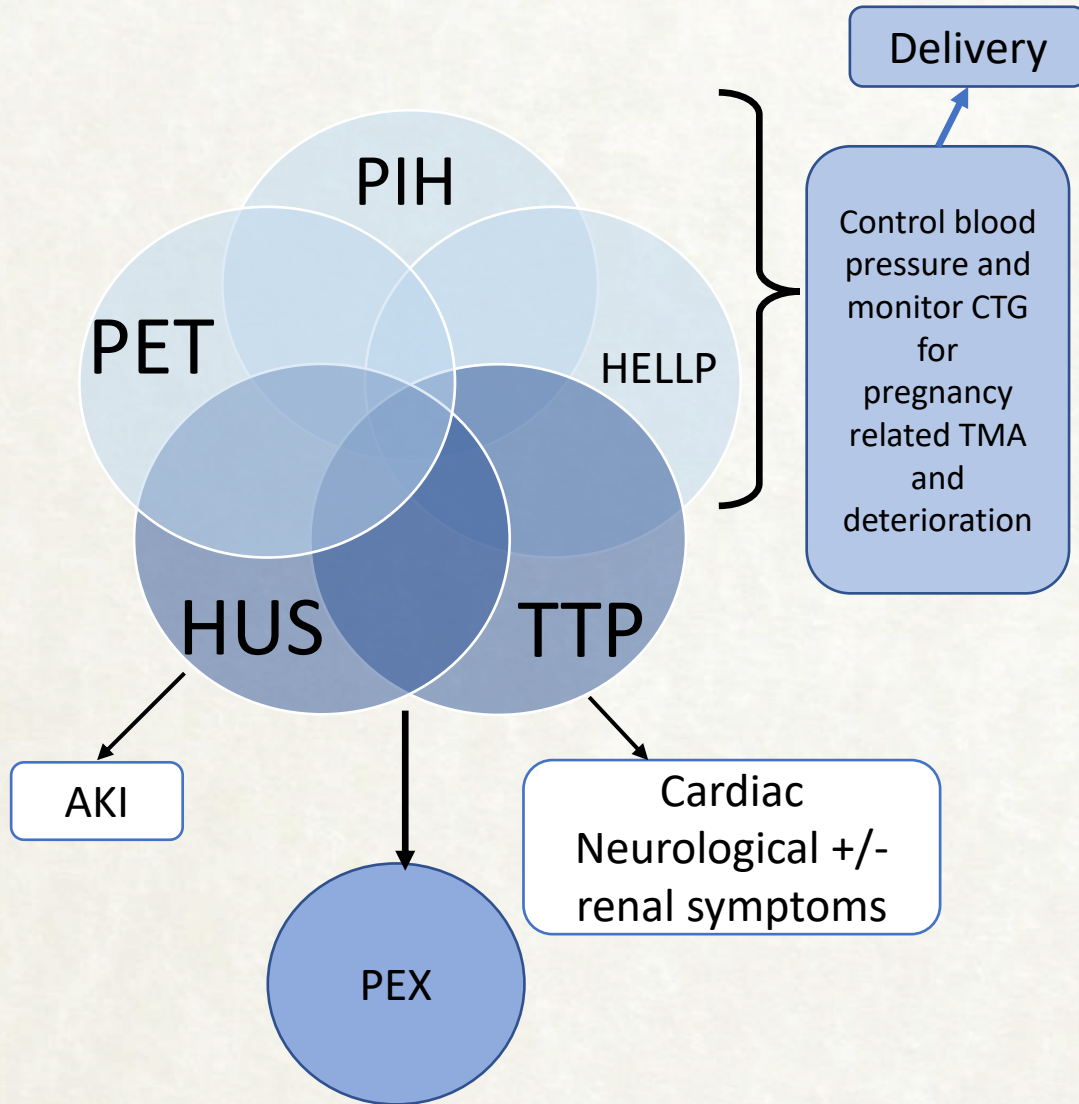 Delivery
PIH
Control blood
pressure and
monitor CTG
for
pregnancy
related TMA
and
deterioration
PET
HELLP
HUS
TTP
AKI
Cardiac
Neurological +/-
renal symptoms
PEX